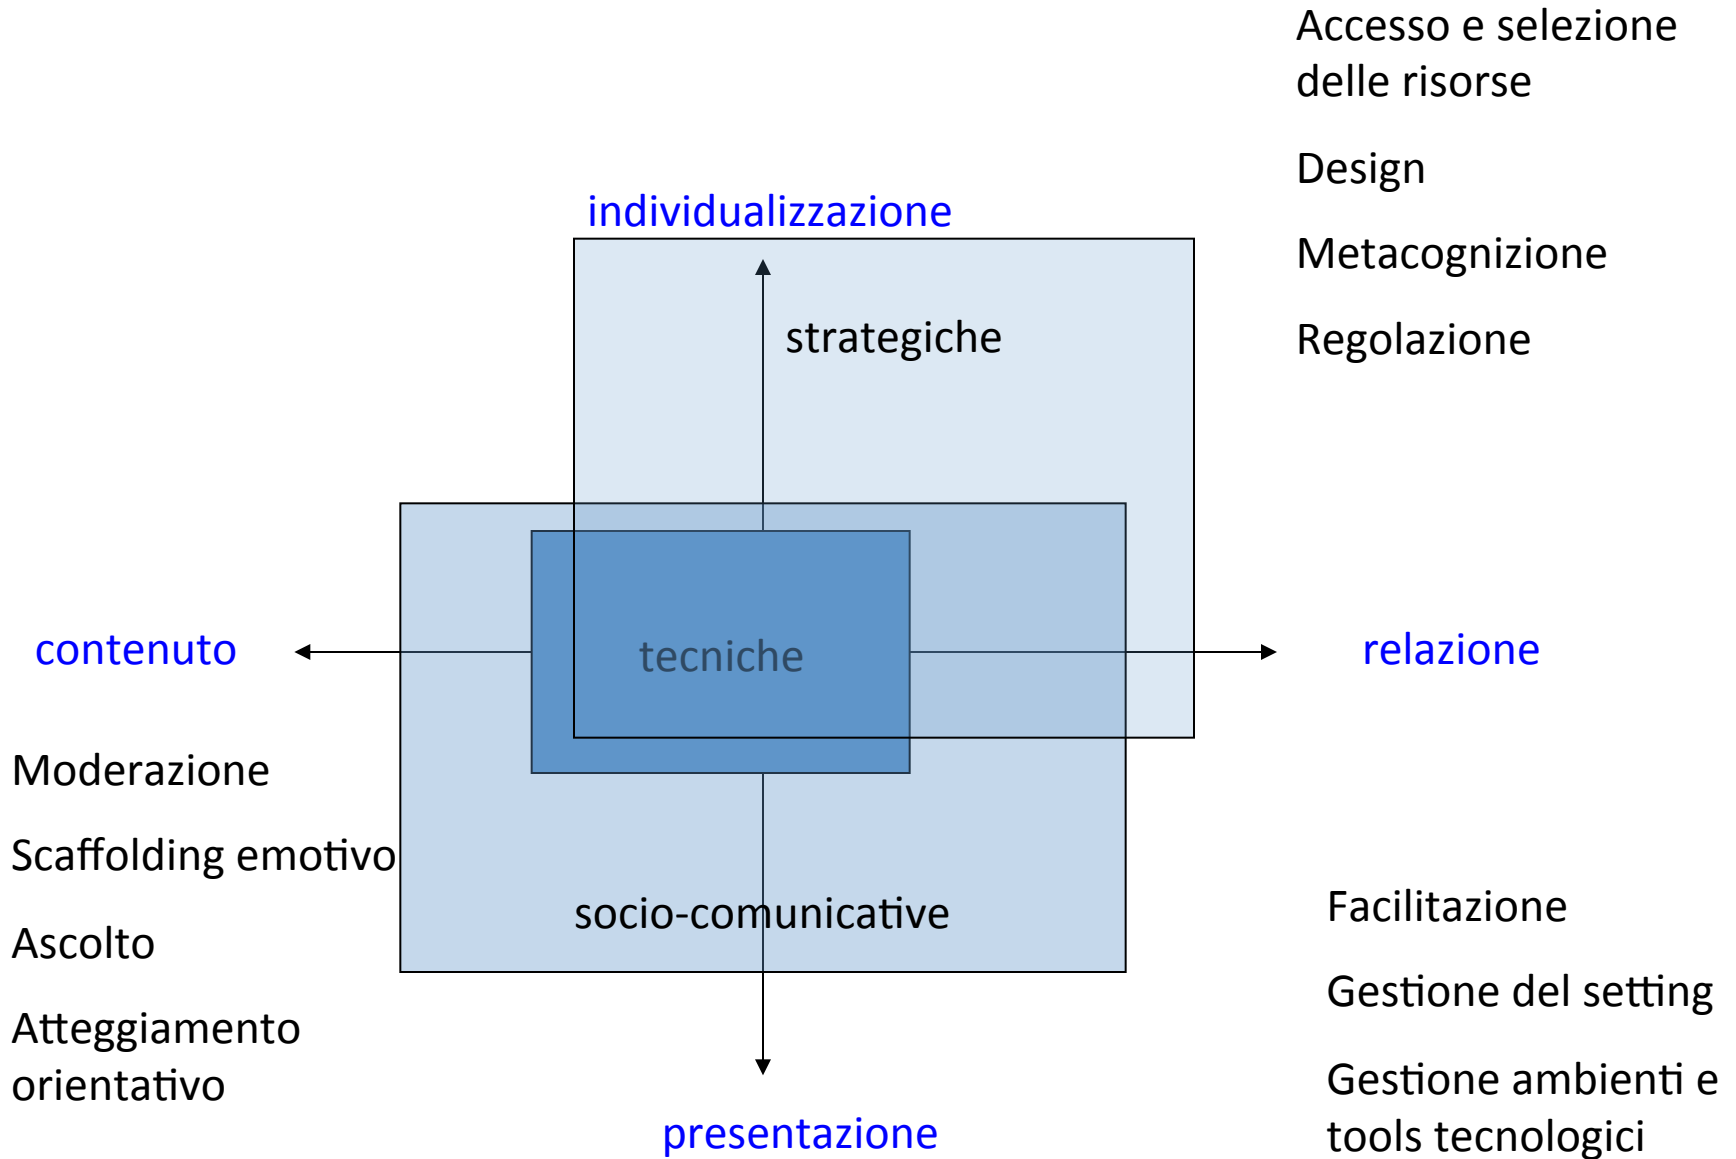 Accesso e selezione
delle risorse
Design
individualizzazione
Metacognizione
strategiche
Regolazione
contenuto
tecniche
relazione
Moderazione
Scaffolding emotivo
Ascolto
Atteggiamento
orientativo
socio-comunicative
Facilitazione
Gestione del setting
Gestione ambienti e
tools tecnologici
presentazione